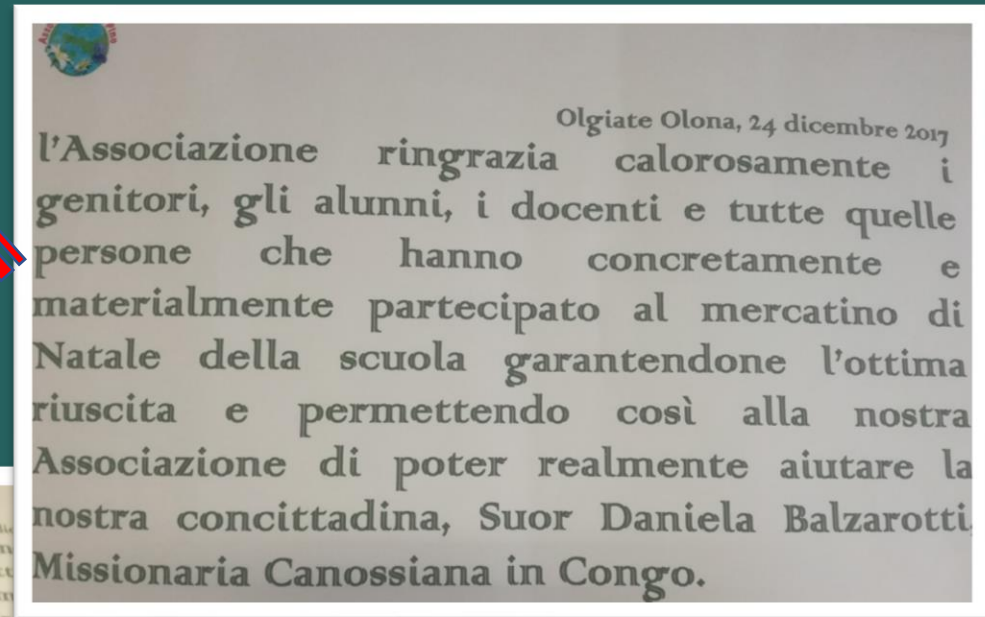 Olgiate Olona, 24 dicembre 2017
l'Associazione ringrazia calorosamente i
genitori, gli alunni, i docenti e tutte quelle
persone che hanno concretamente e
materialmente partecipato al mercatino di
Natale della scuola garantendone l'ottima
riuscita e permettendo così alla nostra
Associazione di poter realmente aiutare la
nostra concittadina, Suor Daniela Balzarotti,
Missionaria Canossiana in Congo.